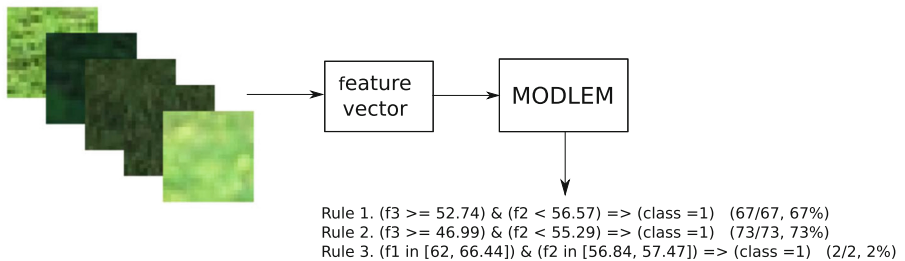 feature
vector
MODLEM
Rule 1. (f3 >= 52.74) & (f2 < 56.57) => (class =1) (67/67, 67%)
Rule 2. (f3 >= 46.99) & (f2 < 55.29) => (class =1) (73/73, 73%)
Rule 3. (f1 in [62, 66.44]) & (f2 in [56.84, 57.47]) => (class =1) (2/2, 2%)